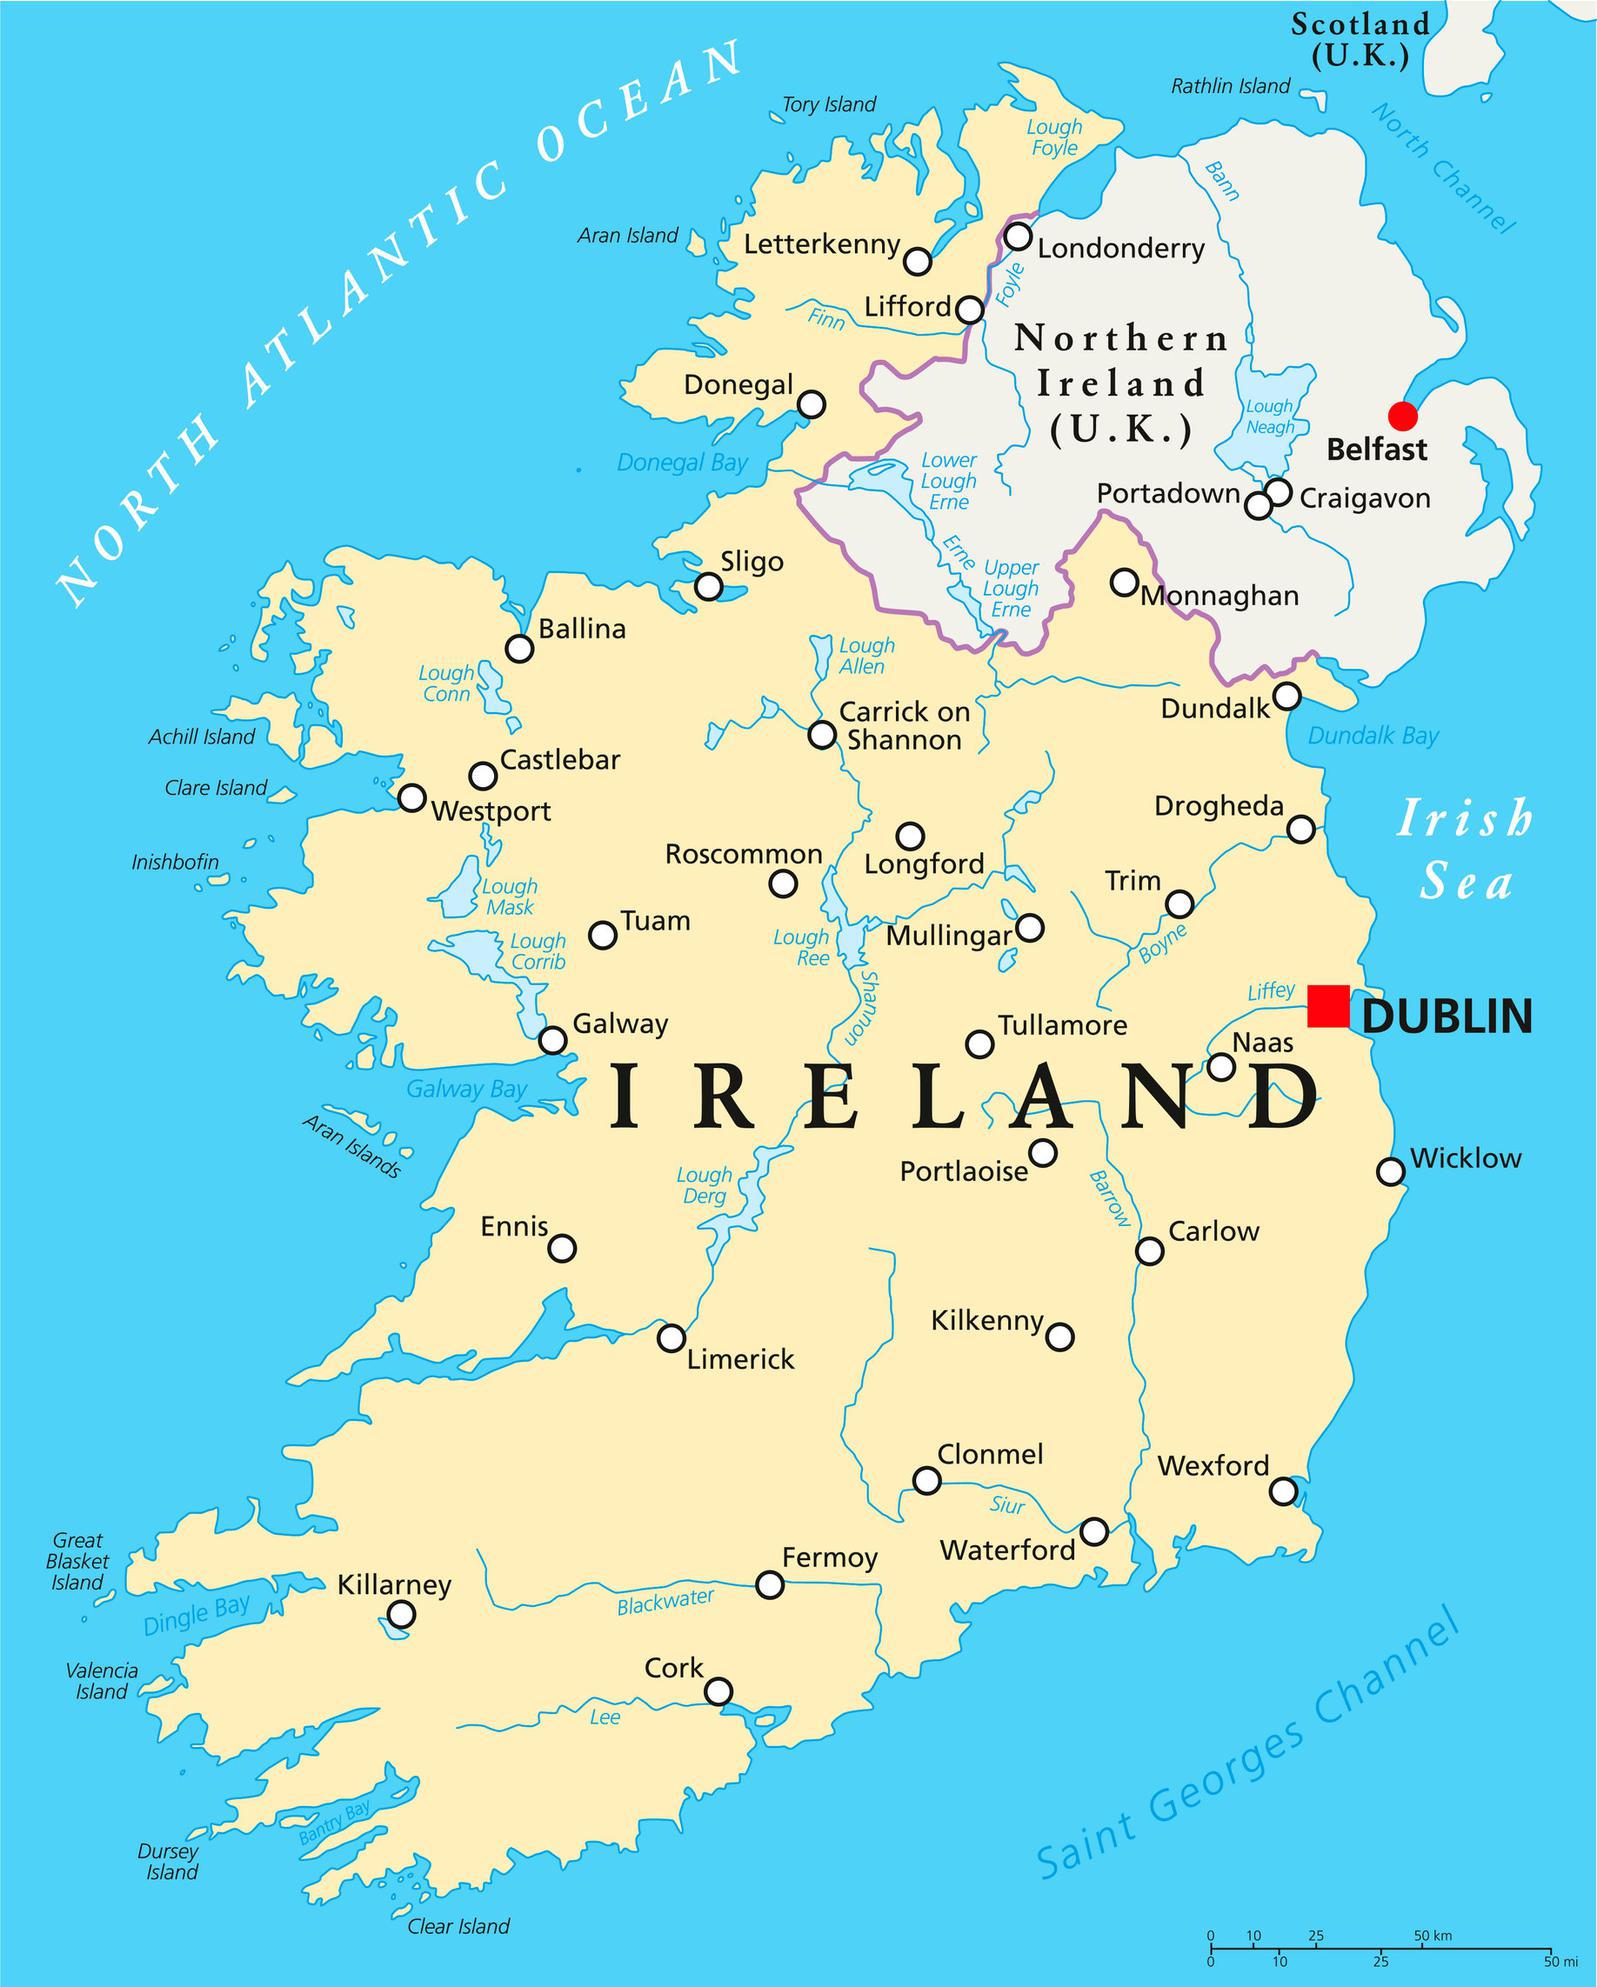 Scotland
(U.K.)
Rathlin Island
North Channel
NORTH ATLANTIC OCEAN
Tory Island
Lough
Foyle
Bann
Aran Island
Letterkenny
Londonderry
Lifford
Foyle
Finn
Northern
Ireland
(U.K.)
Donegal
Lough
Neagh
Belfast
Donegal Bay
Lower
Lough
Erne
Portadown
Craigavon
Erne
Upper
Lough
Erne
Sligo
Monnaghan
Ballina
Lough
Allen
Lough
Conn
Carrick on
Shannon
Dundalk
Dundalk Bay
Achill Island
Castlebar
Clare Island
Westport
Drogheda
Irish
Sea
Inishbofin
Roscommon
Longford
Trim
Lough
Mask
Tuam
Lough
Corrib
Lough
Ree
Mullingar
Boyne
Shannon
Liffey
DUBLIN
Galway
Tullamore
Naas
IRELAND
Galway Bay
Aran Islands
Portlaoise
Wicklow
Lough
Derg
Barrow
Ennis
Carlow
Kilkenny
Limerick
Clonmel
Wexford
Siur
Waterford
Great
Blasket
Island
Fermoy
Killarney
Blackwater
Dingle Bay
Valencia
Island
Cork
Lee
Saint Georges Channel
Bantry Bay
Dursey
Island
Clear Island
0 10 25 50 km
0 10 25 50 mi